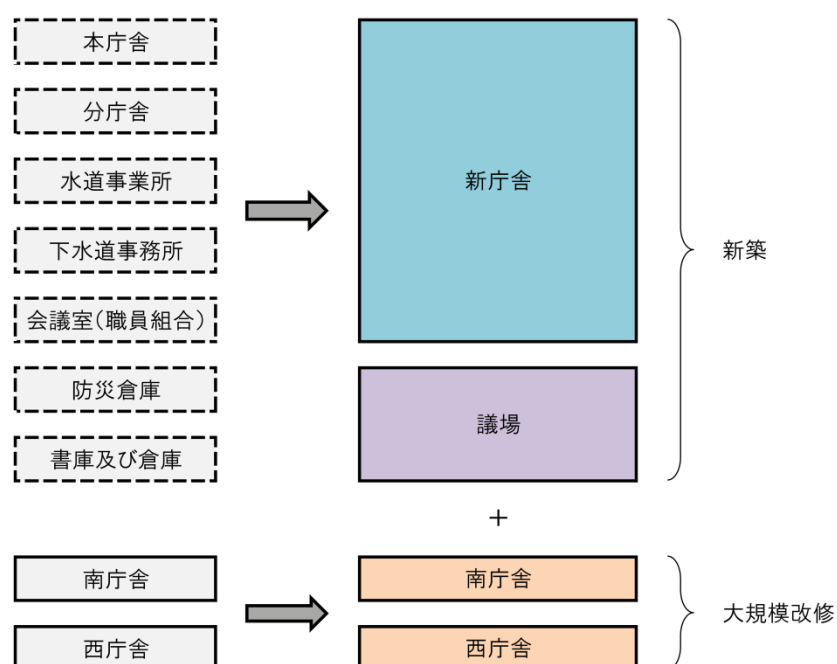 本庁舎
分庁舎
水道事業所
下水道事務所
会議室(職員組合)
防災倉庫
書庫及び倉庫
新庁舎
議場
新築
+
南庁舎
西庁舎
南庁舎
西庁舎
大規模改修